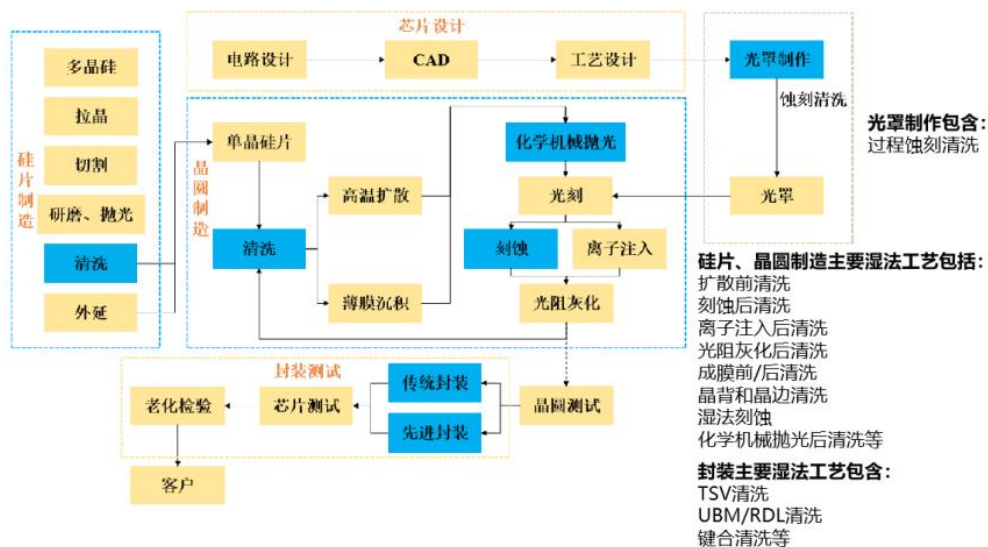 芯片设计
电路设计
CAD
工艺设计
光罩制作
蚀刻清洗
光罩
光罩制作包含:
过程蚀刻清洗
硅片制造
多晶硅
拉晶
切割
研磨、抛光
清洗
外延
晶圆制造
单晶硅片
清洗
高温扩散
薄膜沉积
化学机械抛光
光刻
刻蚀
离子注入
光阻灰化
硅片、晶圆制造主要湿法工艺包括:
扩散前清洗
刻蚀后清洗
离子注入后清洗
光阻灰化后清洗
成膜前/后清洗
晶背和晶边清洗
湿法刻蚀
化学机械抛光后清洗等
封装测试
老化检验
芯片测试
传统封装
先进封装
晶圆测试
客户
封装主要湿法工艺包含:
TSV清洗
UBM/RDL清洗
键合清洗等